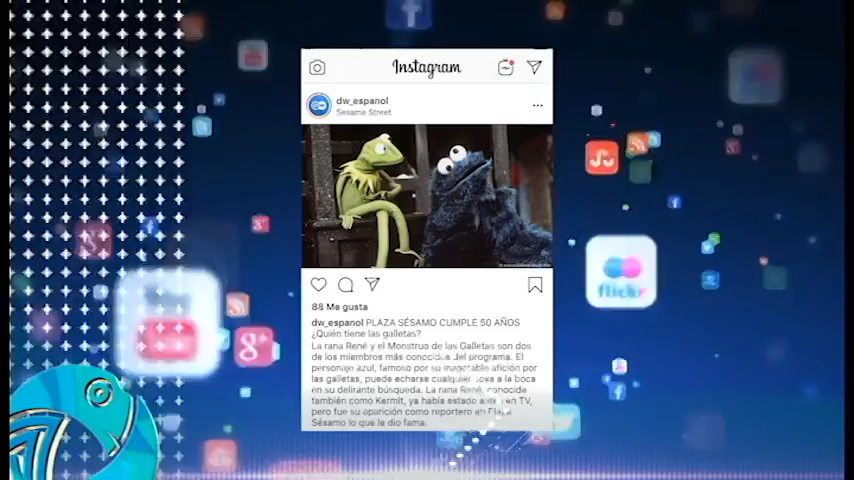 Instagram
dw_espanol
Sesame Street
88 Me gusta
dw_espanol PLAZA SÉSAMO CUMPLE 50 AÑOS
¿Quién tiene las galletas?
La rana René y el Monstruo de las Galletas son dos
de los miembros más conocidos del programa. El
personaje azul, famoso por su inagotable afición por
las galletas, puede echarse cualquier cosa a la boca
en su delirante búsqueda. La rana René, conocida
también como Kermit, ya había estado antes en TV,
pero fue su aparición como reportero en Plaza
Sésamo lo que le dio fama.
flickr